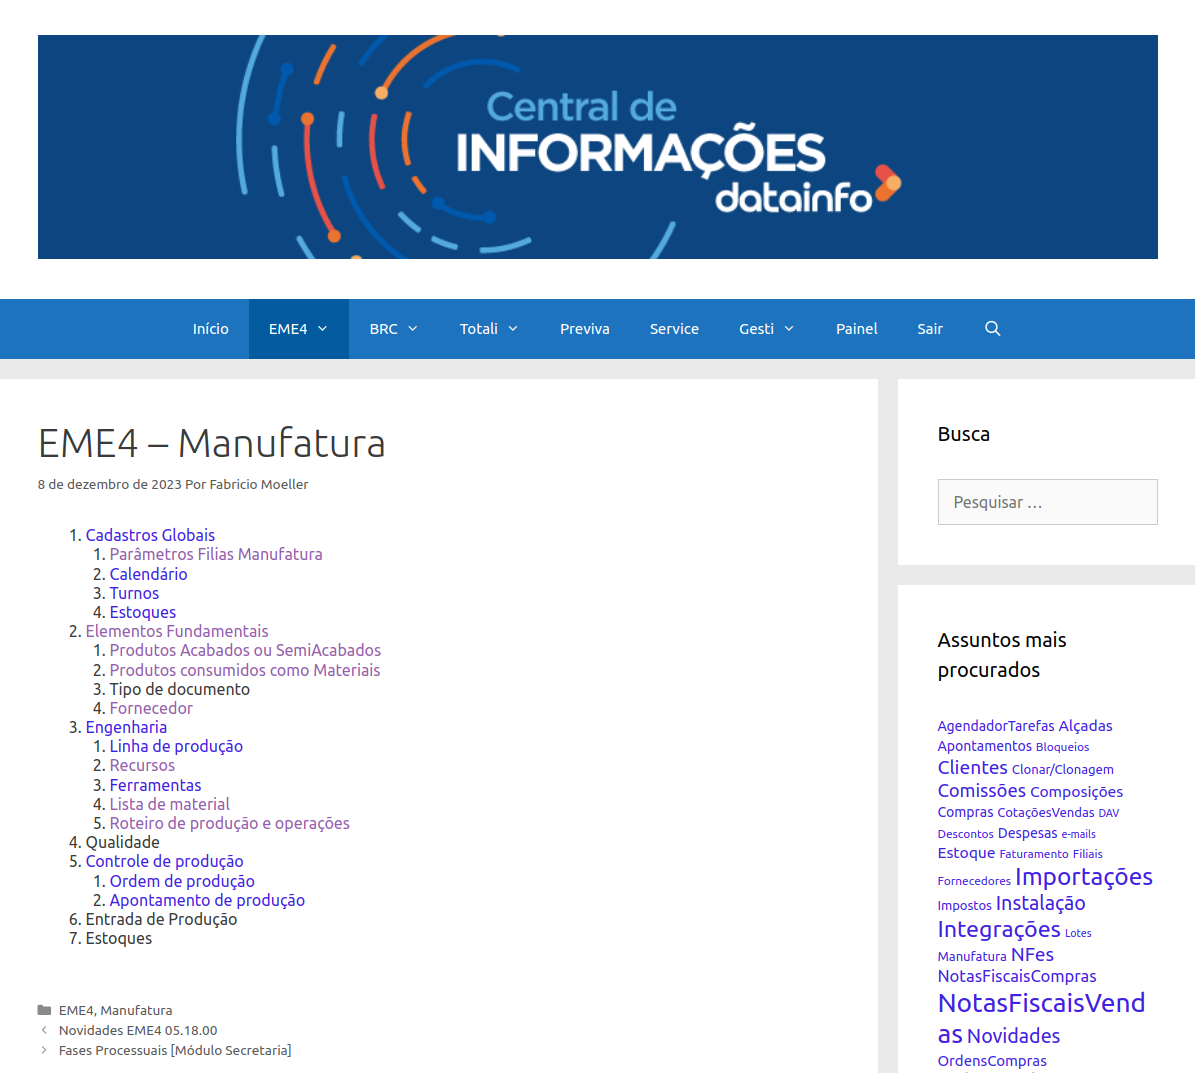 Central de
INFORMAÇÕES
datainfo
Início EME4 BRC Totali Previva Service Gesti Painel Sair
EME4 – Manufatura
8 de dezembro de 2023 Por Fabricio Moeller
1. Cadastros Globais
1. Parâmetros Filias Manufatura
2. Calendário
3. Turnos
4. Estoques
2. Elementos Fundamentais
1. Produtos Acabados ou SemiAcabados
2. Produtos consumidos como Materiais
3. Tipo de documento
4. Fornecedor
3. Engenharia
1. Linha de produção
2. Recursos
3. Ferramentas
4. Lista de material
5. Roteiro de produção e operações
4. Qualidade
5. Controle de produção
1. Ordem de produção
2. Apontamento de produção
6. Entrada de Produção
7. Estoques
EME4, Manufatura
Novidades EME4 05.18.00
Fases Processuais [Módulo Secretaria]
Busca
Pesquisar …
Assuntos mais
procurados
AgendadorTarefas Alçadas
Apontamentos Bloqueios
Clientes Clonar/Clonagem
Comissões Composições
Compras CotaçõesVendas DAV
Descontos Despesas e-mails
Estoque Faturamento Filiais
Fornecedores Importações
Impostos Instalação
Integrações Lotes
Manufatura NFes
NotasFiscaisCompras
NotasFiscaisVend
as Novidades
OrdensCompras